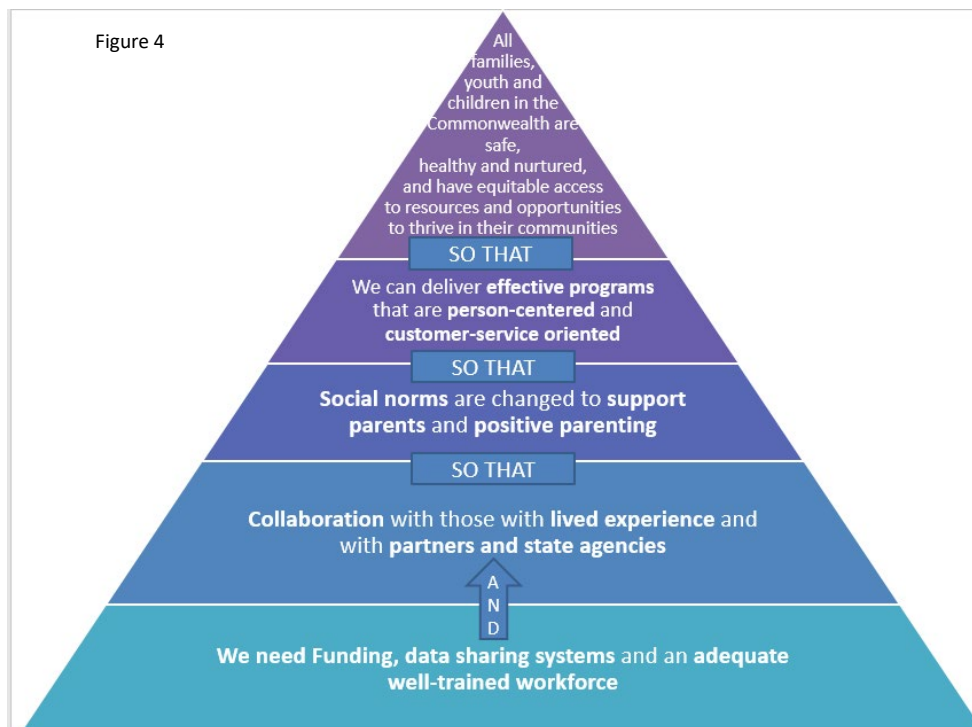 Figure 4
All
families,
youth and
children in the
Commonwealth are
safe,
healthy and nurtured,
and have equitable access
to resources and opportunities
to thrive in their communities
SO THAT
We can deliver effective programs
that are person-centered and
customer-service oriented
SO THAT
Social norms are changed to support
parents and positive parenting
SO THAT
Collaboration with those with lived experience and
with partners and state agencies
A
N
D
We need Funding, data sharing systems and an adequate
well-trained workforce